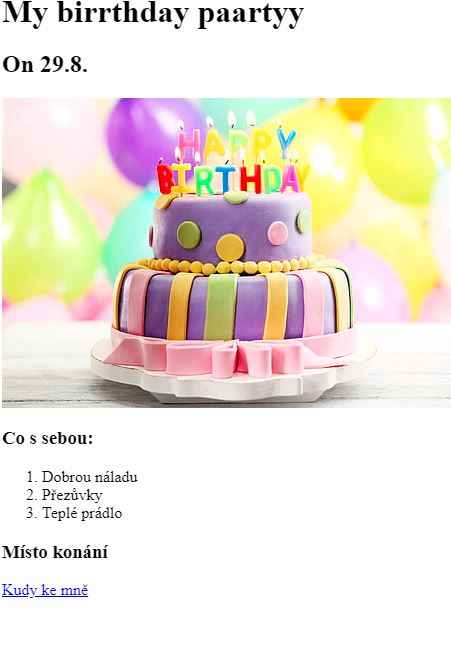 My birrthday paartyy
On 29.8.
HAPPY
BIRTHDAY
Co s sebou:
1. Dobrou náladu
2. Přezůvky
3. Teplé prádlo
Místo konání
Kudy ke mně